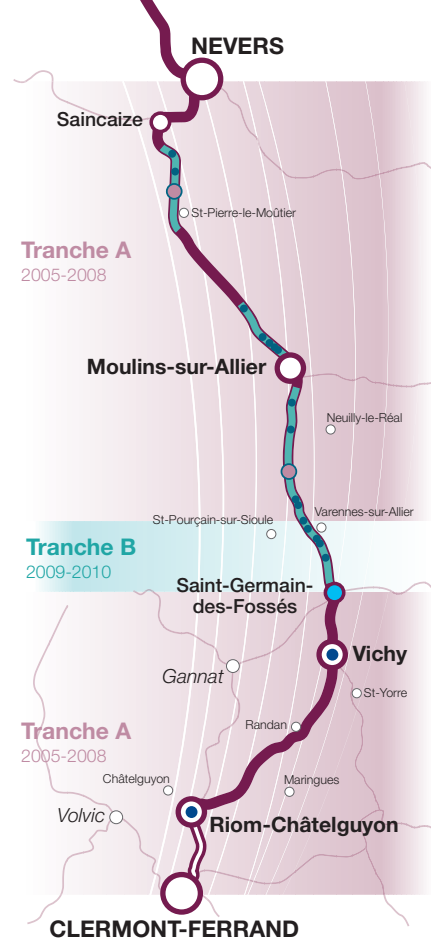 NEVERS
Saincaize
St-Pierre-le-Moûtier
Tranche A
2005-2008
Moulins-sur-Allier
Neuilly-le-Réal
St-Pourçain-sur-Sioule
Varennes-sur-Allier
Tranche B
2009-2010
Saint-Germain-
des-Fossés
Vichy
Gannat
St-Yorre
Randan
Tranche A
2005-2008
Châtelguyon
Maringues
Volvic
Riom-Châtelguyon
CLERMONT-FERRAND